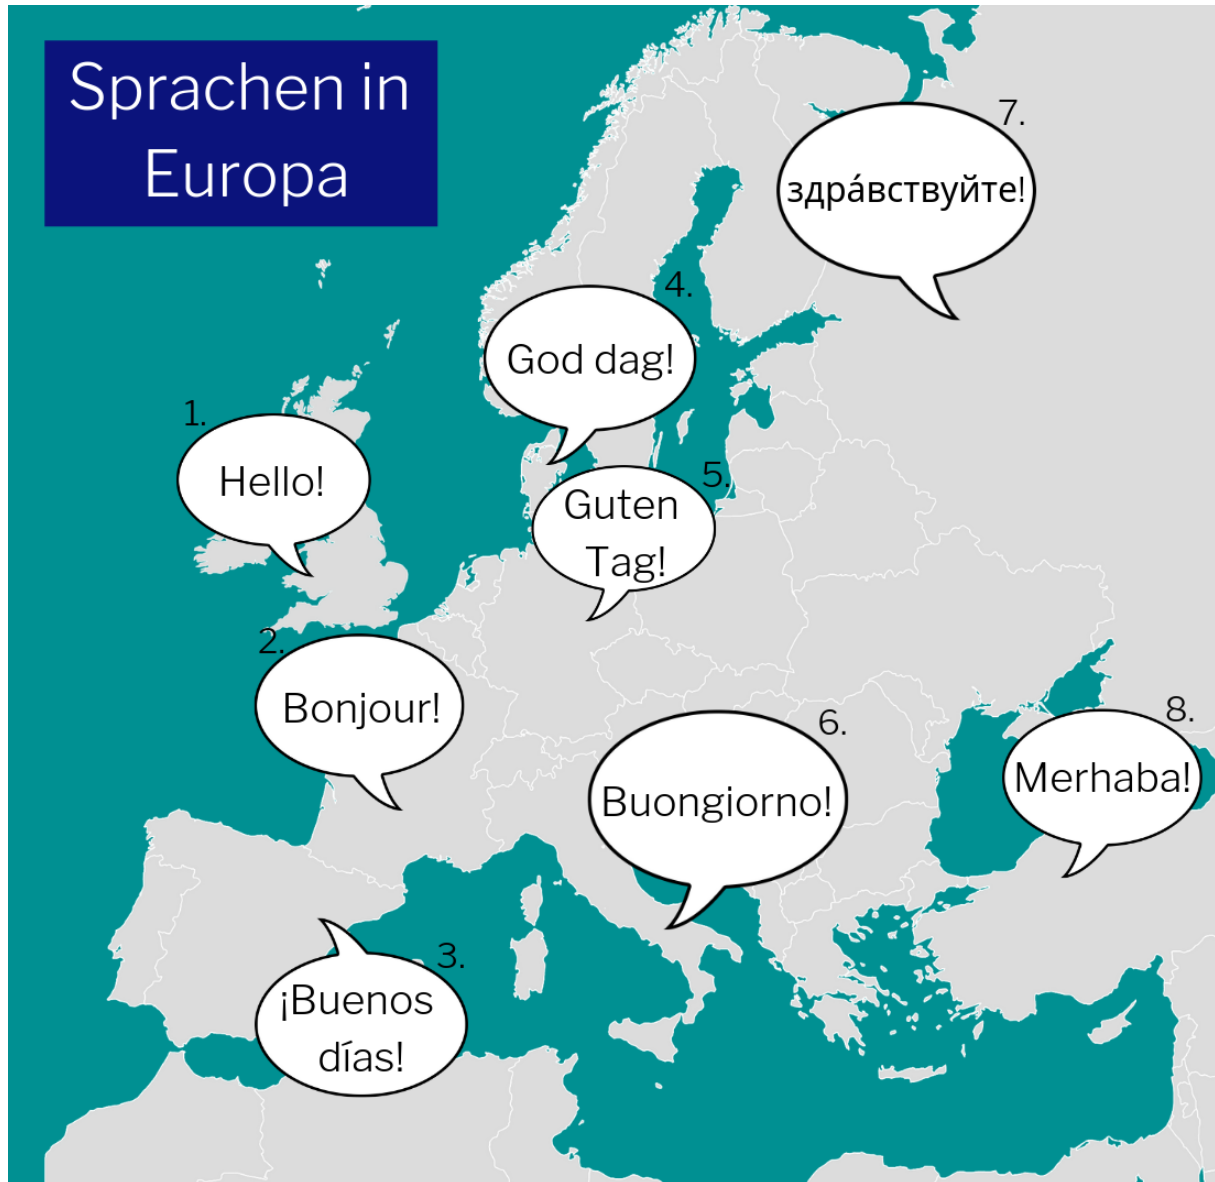 Sprachen in
Europa
1.
Hello!
2.
Bonjour!
3.
¡Buenos
días!
4.
God dag!
5.
Guten
Tag!
6.
Buongiorno!
7.
здра́вствуйте!
8.
Merhaba!